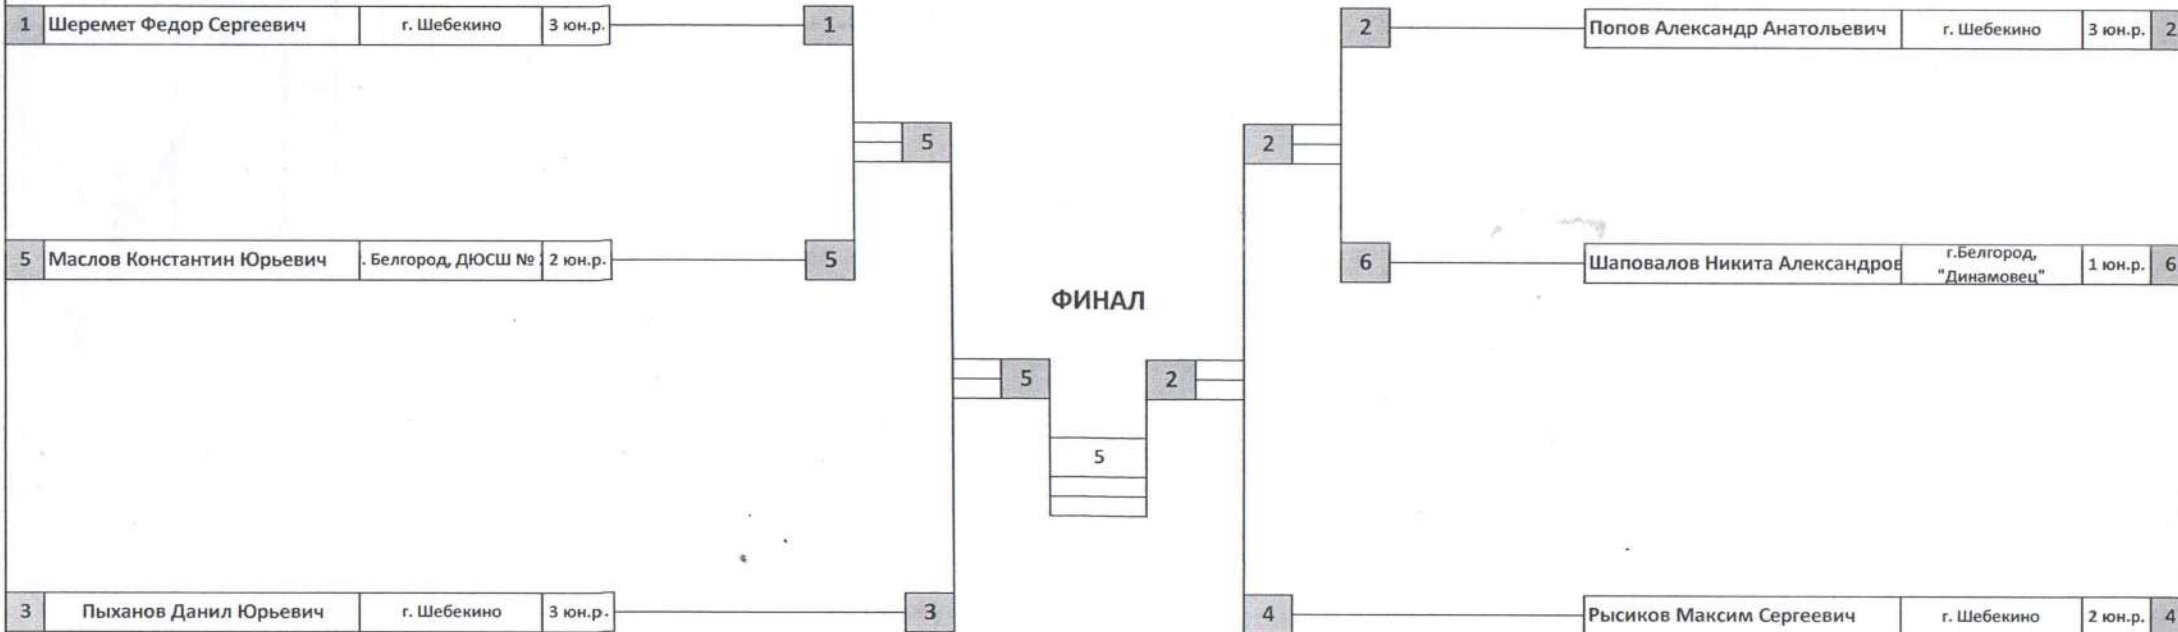 1 Шеремет Федор Сергеевич г. Шебекино 3 юн.р. 1
2 Попов Александр Анатольевич г. Шебекино 3 юн.р. 2
5
2
5 Маслов Константин Юрьевич . Белгород, ДЮСШ № 2 юн.р. 5
6 Шаповалов Никита Александров г.Белгород, "Динамовец" 1 юн.р. 6
ФИНАЛ
5
2
5
3 Пыханов Данил Юрьевич г. Шебекино 3 юн.р. 3
4 Рысиков Максим Сергеевич г. Шебекино 2 юн.р. 4